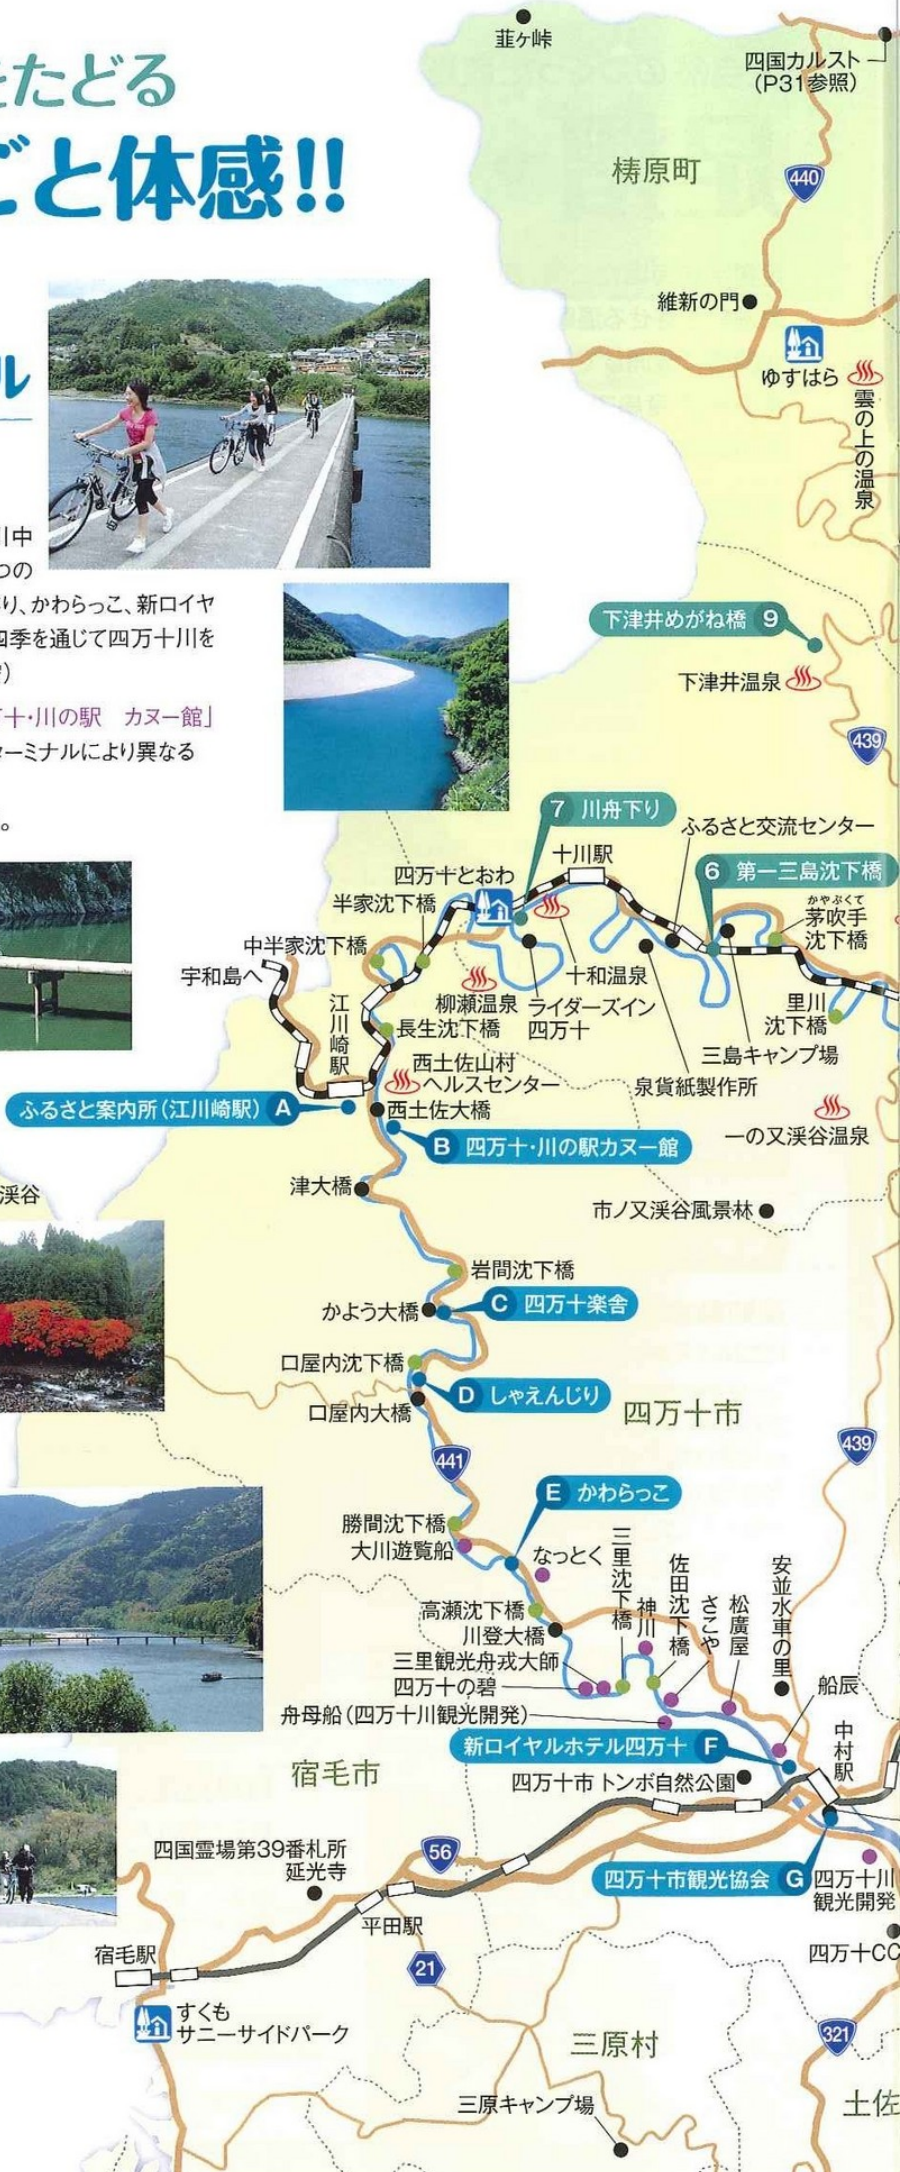 たどる
ごと体感!!
ル
川中
つの
り、かわらっこ、新ロイヤ
四季を通じて四万十川を
十・川の駅 カヌー館」
ターミナルにより異なる
。
渓谷
韮ヶ峠
四国カルスト
(P31参照)
梼原町
440
維新の門
ゆすはら
雲の上の温泉
下津井めがね橋 9
下津井温泉
439
7 川舟下り
ふるさと交流センター
十川駅
6 第一三島沈下橋
四万十とおわ
半家沈下橋
かやぶくて
茅吹手
沈下橋
中半家沈下橋
宇和島へ
江川崎駅
柳瀬温泉
十和温泉
ライダーズイン
四万十
里川
沈下橋
長生沈下橋
三島キャンプ場
西土佐山村
ヘルスセンター
泉貨紙製作所
ふるさと案内所(江川崎駅) A
西土佐大橋
一の又渓谷温泉
B 四万十・川の駅カヌー館
津大橋
市ノ又渓谷風景林
岩間沈下橋
かよう大橋
C 四万十楽舎
口屋内沈下橋
D しゃえんじり
口屋内大橋
四万十市
441
439
E かわらっこ
勝間沈下橋
大川遊覧船
なっとく
三里沈下橋
神川
佐田沈下橋
さこや
松廣屋
安並水車の里
高瀬沈下橋
川登大橋
三里観光舟戎大師
四万十の碧
舟母船(四万十川観光開発)
船辰
中村駅
新ロイヤルホテル四万十 F
宿毛市
四万十市 トンボ自然公園
四国霊場第39番札所
延光寺
56
四万十市観光協会 G
四万十川
観光開発
平田駅
宿毛駅
21
四万十CC
すくも
サニーサイドパーク
321
三原村
三原キャンプ場
土佐